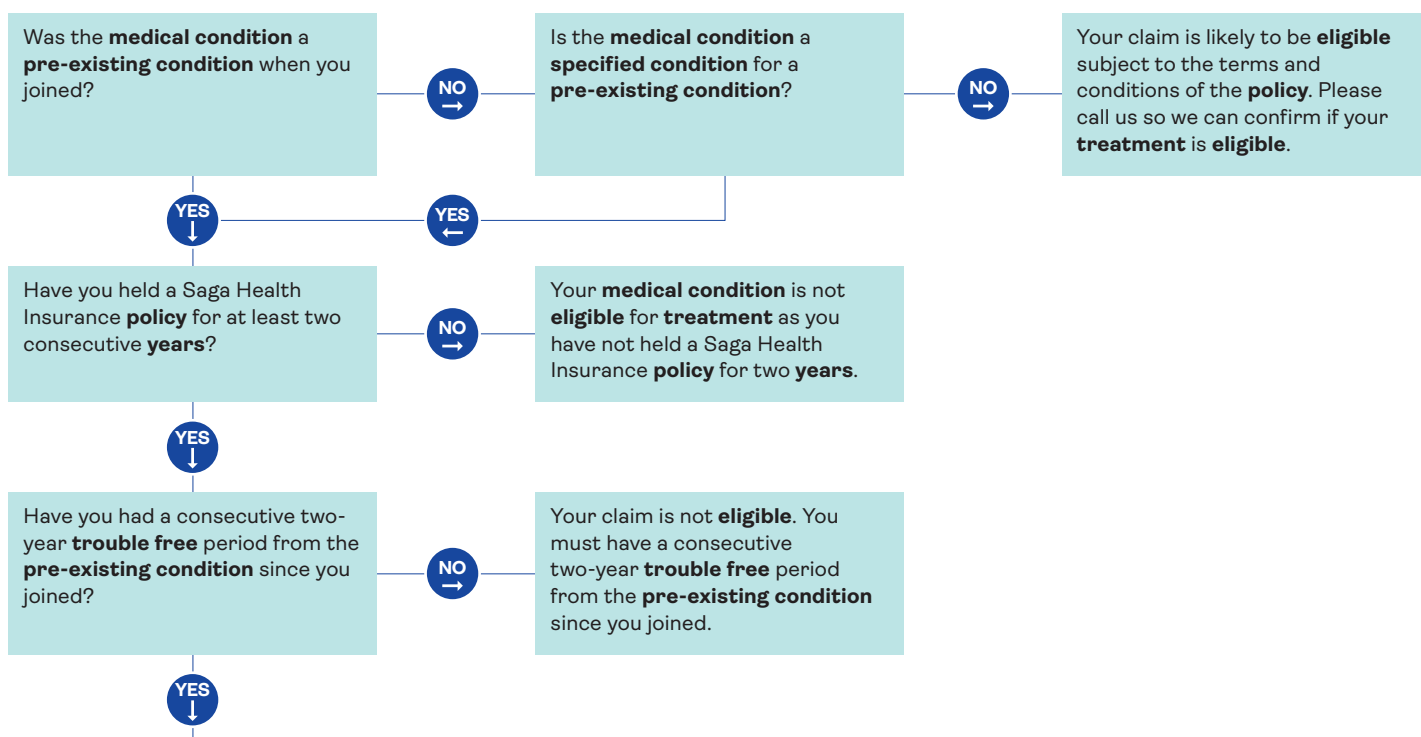 Was the medical condition a
pre-existing condition when you
joined?
NO
→
Is the medical condition a
specified condition for a
pre-existing condition?
NO
→
Your claim is likely to be eligible
subject to the terms and
conditions of the policy. Please
call us so we can confirm if your
treatment is eligible.
YES
↓
YES
←
Have you held a Saga Health
Insurance policy for at least two
consecutive years?
NO
→
Your medical condition is not
eligible for treatment as you
have not held a Saga Health
Insurance policy for two years.
YES
↓
Have you had a consecutive two-
year trouble free period from the
pre-existing condition since you
joined?
NO
→
Your claim is not eligible. You
must have a consecutive
two-year trouble free period
from the pre-existing condition
since you joined.
YES
↓